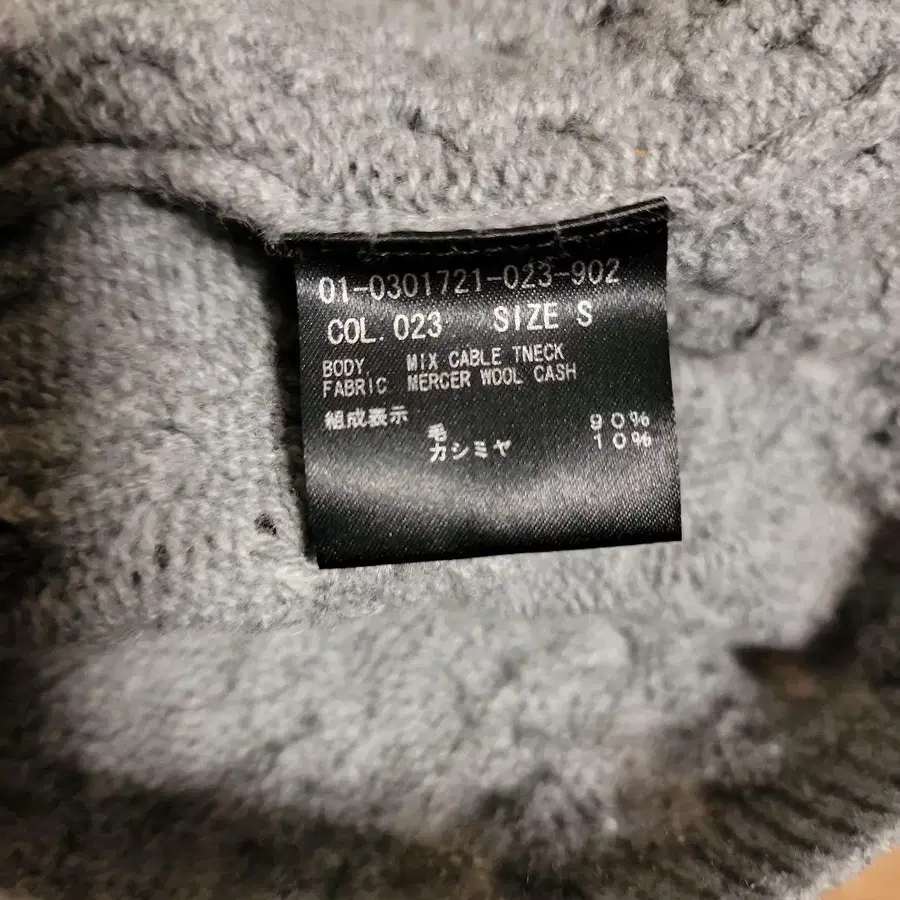 01-0301721-023-902
COL. 023 SIZE S
BODY. MIX CABLE TNECK
FABRIC MERCER WOOL CASH
組成表示
毛 90%
カシミヤ 10%